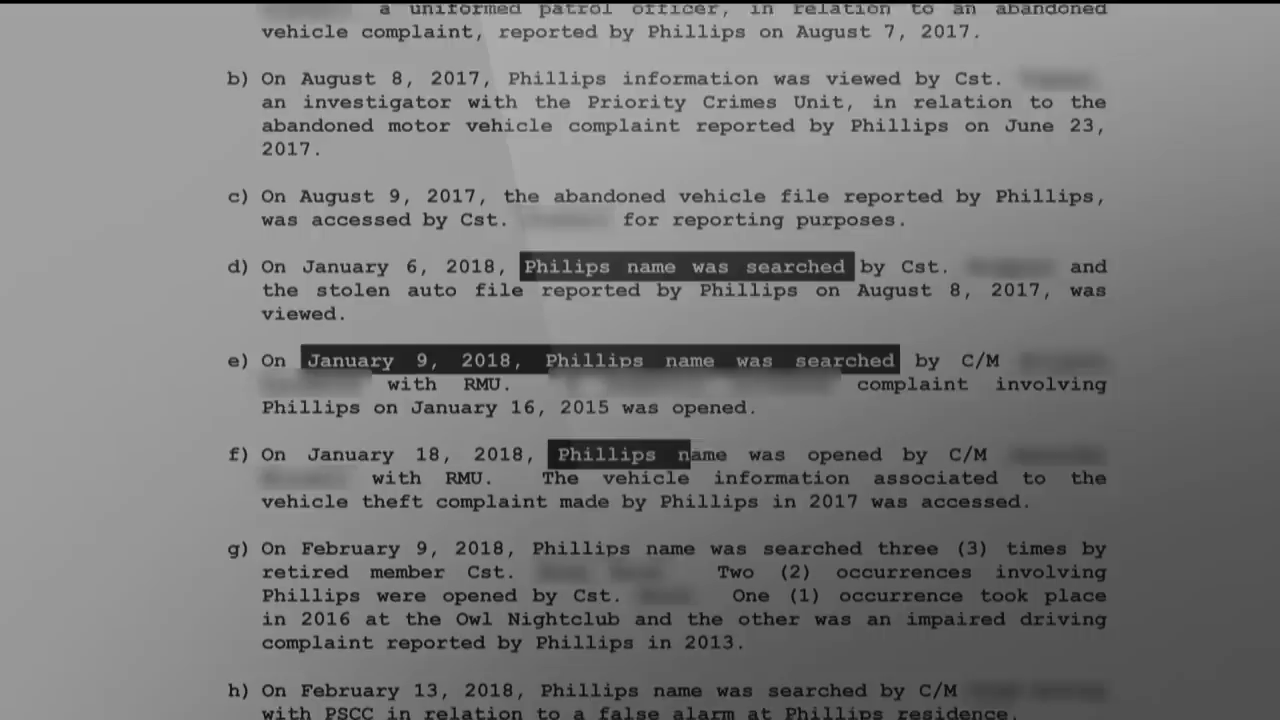 a uniformed patrol officer, in relation to an abandoned
vehicle complaint, reported by Phillips on August 7, 2017.
b) On August 8, 2017, Phillips information was viewed by Cst.
an investigator with the Priority Crimes Unit, in relation to the
abandoned motor vehicle complaint reported by Phillips on June 23,
2017.
c) On August 9, 2017, the abandoned vehicle file reported by Phillips,
was accessed by Cst. for reporting purposes.
d) On January 6, 2018, Philips name was searched by Cst. and
the stolen auto file reported by Phillips on August 8, 2017, was
viewed.
e) On January 9, 2018, Phillips name was searched by C/M
with RMU. complaint involving
Phillips on January 16, 2015 was opened.
f) On January 18, 2018, Phillips name was opened by C/M
with RMU. The vehicle information associated to the
vehicle theft complaint made by Phillips in 2017 was accessed.
g) On February 9, 2018, Phillips name was searched three (3) times by
retired member Cst. Two (2) occurrences involving
Phillips were opened by Cst. One (1) occurrence took place
in 2016 at the Owl Nightclub and the other was an impaired driving
complaint reported by Phillips in 2013.
h) On February 13, 2018, Phillips name was searched by C/M
with PSCC in relation to a false alarm at Phillips residence.